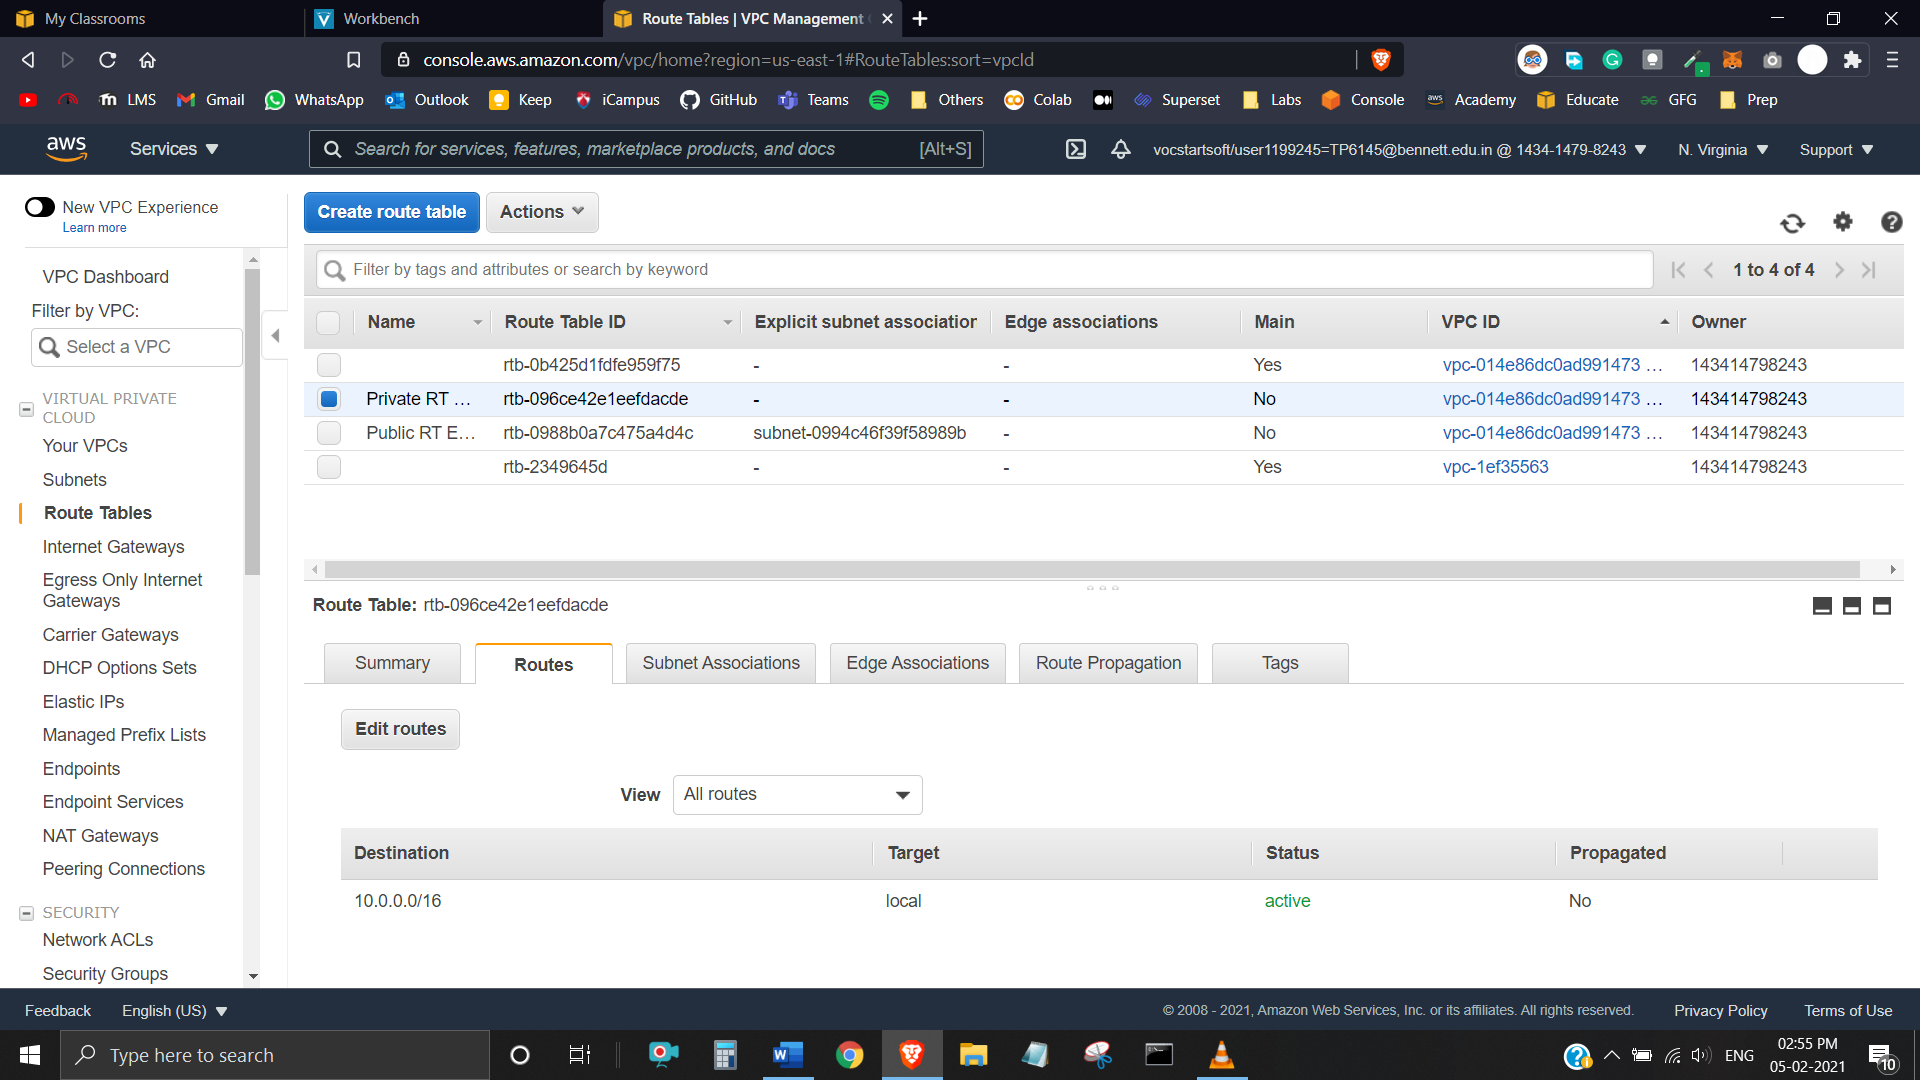 My Classrooms
Workbench
Route Tables | VPC Management
console.aws.amazon.com/vpc/home?region=us-east-1#RouteTables:sort=vpcId
LMS
Gmail
WhatsApp
Outlook
Keep
iCampus
GitHub
Teams
Others
Colab
Superset
Labs
Console
aws
Academy
Educate
GFG
Prep
aws
Services
Search for services, features, marketplace products, and docs
[Alt+S]
vocstartsoft/user1199245=TP6145@bennett.edu.in @ 1434-1479-8243
N. Virginia
Support
New VPC Experience
Learn more
VPC Dashboard
Filter by VPC:
Select a VPC
VIRTUAL PRIVATE
CLOUD
Your VPCs
Subnets
Route Tables
Internet Gateways
Egress Only Internet
Gateways
Carrier Gateways
DHCP Options Sets
Elastic IPs
Managed Prefix Lists
Endpoints
Endpoint Services
NAT Gateways
Peering Connections
SECURITY
Network ACLs
Security Groups
Create route table
Actions
Filter by tags and attributes or search by keyword
1 to 4 of 4
Name Route Table ID Explicit subnet association Edge associations Main VPC ID Owner
rtb-0b425d1fdfe959f75 - - Yes vpc-014e86dc0ad991473 ... 143414798243
Private RT ... rtb-096ce42e1eefdacde - - No vpc-014e86dc0ad991473 ... 143414798243
Public RT E... rtb-0988b0a7c475a4d4c subnet-0994c46f39f58989b - No vpc-014e86dc0ad991473 ... 143414798243
rtb-2349645d - - Yes vpc-1ef35563 143414798243
Route Table: rtb-096ce42e1eefdacde
Summary
Routes
Subnet Associations
Edge Associations
Route Propagation
Tags
Edit routes
View
All routes
Destination Target Status Propagated
10.0.0.0/16 local active No
Feedback
English (US)
© 2008 - 2021, Amazon Web Services, Inc. or its affiliates. All rights reserved.
Privacy Policy
Terms of Use
Type here to search
ENG
02:55 PM
05-02-2021
10